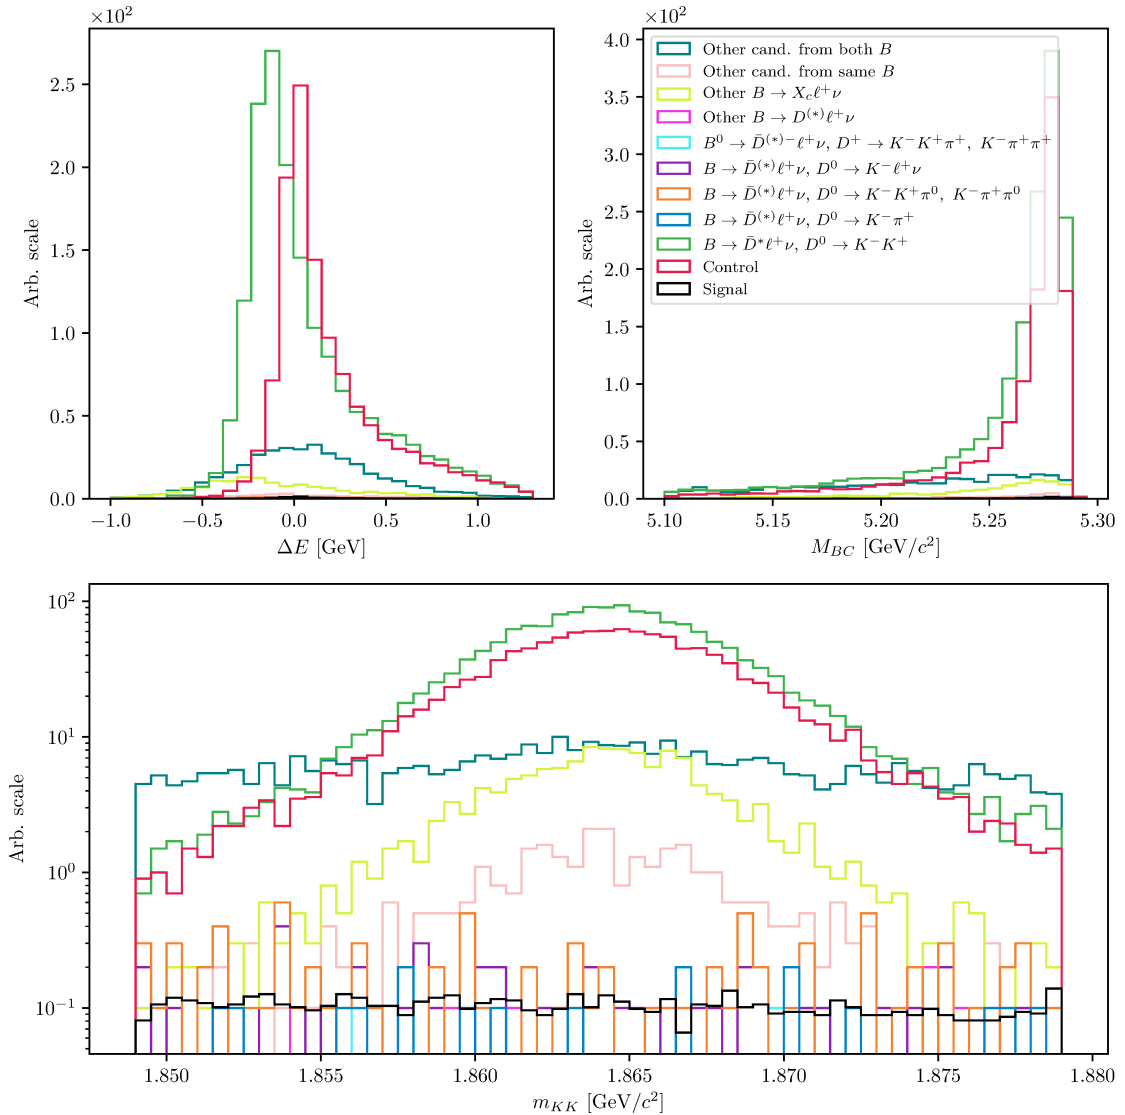 ×10²
2.5
2.0
1.5
1.0
0.5
0.0
Arb. scale
−1.0 −0.5 0.0 0.5 1.0
ΔE [GeV]
×10²
4.0
3.5
3.0
2.5
2.0
1.5
1.0
0.5
0.0
Arb. scale
Other cand. from both B
Other cand. from same B
Other B → X_cℓ⁺ν
Other B → D⁽*⁾ℓ⁺ν
B⁰ → D̄⁽*⁾⁻ℓ⁺ν, D⁺ → K⁻K⁺π⁺, K⁻π⁺π⁺
B → D̄⁽*⁾ℓ⁺ν, D⁰ → K⁻ℓ⁺ν
B → D̄⁽*⁾ℓ⁺ν, D⁰ → K⁻K⁺π⁰, K⁻π⁺π⁰
B → D̄⁽*⁾ℓ⁺ν, D⁰ → K⁻π⁺
B → D̄*ℓ⁺ν, D⁰ → K⁻K⁺
Control
Signal
5.10 5.15 5.20 5.25 5.30
M_BC [GeV/c²]
10²
10¹
10⁰
10⁻¹
Arb. scale
1.850 1.855 1.860 1.865 1.870 1.875 1.880
m_KK [GeV/c²]